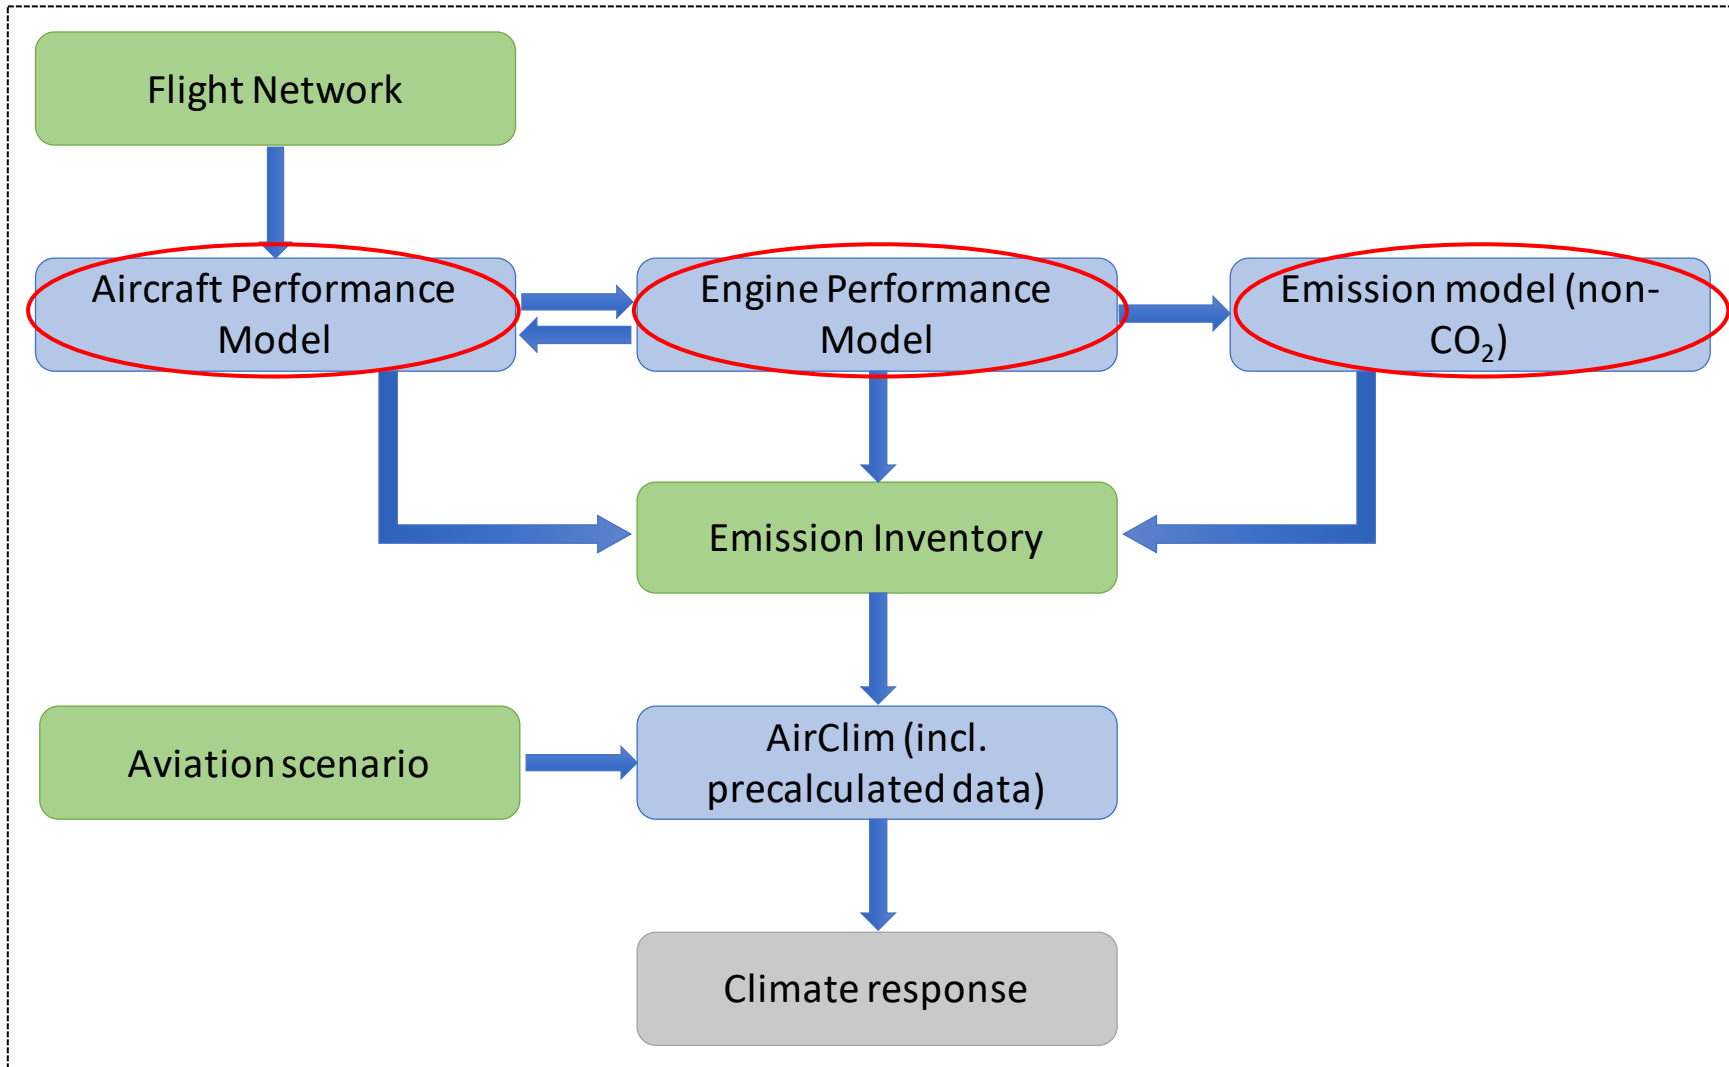 Flight Network
Aircraft Performance
Model
Engine Performance
Model
Emission model (non-
CO₂)
Emission Inventory
Aviation scenario
AirClim (incl.
precalculated data)
Climate response